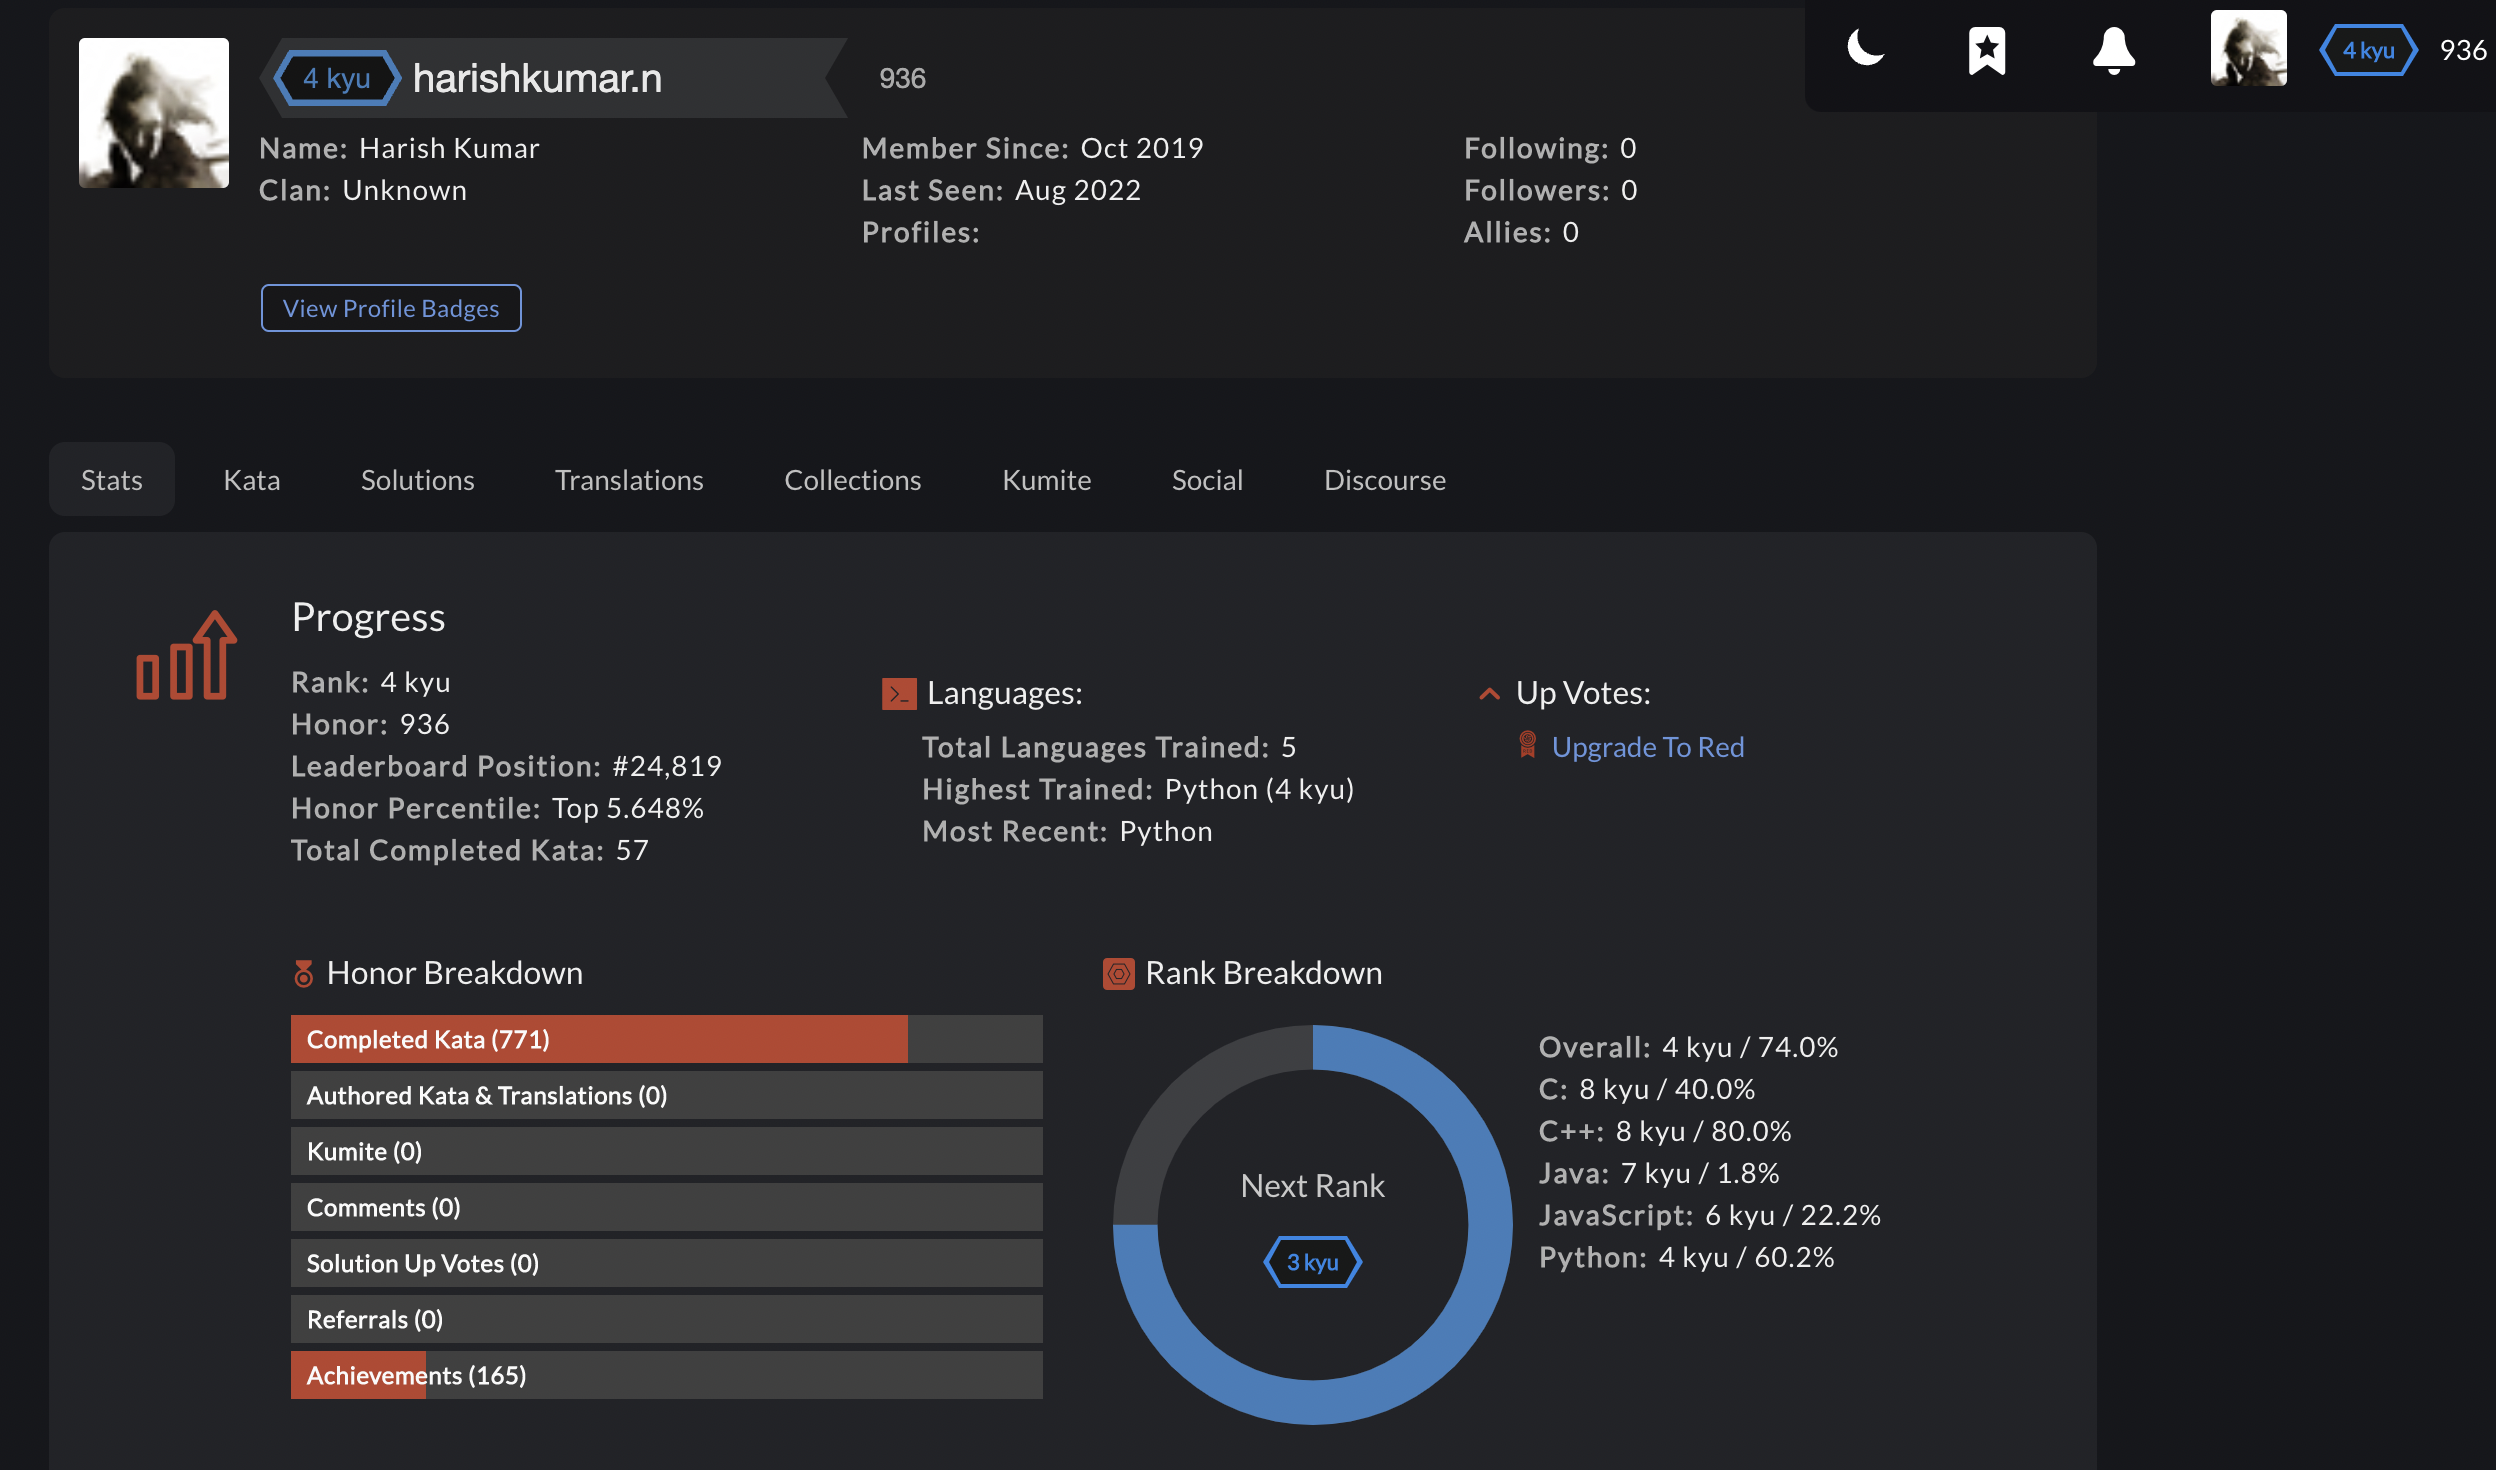 4 kyu harishkumar.n 936
4 kyu 936
Name: Harish Kumar
Clan: Unknown
Member Since: Oct 2019
Last Seen: Aug 2022
Profiles:
Following: 0
Followers: 0
Allies: 0
View Profile Badges
Stats Kata Solutions Translations Collections Kumite Social Discourse
Progress
Rank: 4 kyu
Honor: 936
Leaderboard Position: #24,819
Honor Percentile: Top 5.648%
Total Completed Kata: 57
Languages:
Total Languages Trained: 5
Highest Trained: Python (4 kyu)
Most Recent: Python
Up Votes:
Upgrade To Red
Honor Breakdown
Completed Kata (771)
Authored Kata & Translations (0)
Kumite (0)
Comments (0)
Solution Up Votes (0)
Referrals (0)
Achievements (165)
Rank Breakdown
Next Rank
3 kyu
Overall: 4 kyu / 74.0%
C: 8 kyu / 40.0%
C++: 8 kyu / 80.0%
Java: 7 kyu / 1.8%
JavaScript: 6 kyu / 22.2%
Python: 4 kyu / 60.2%